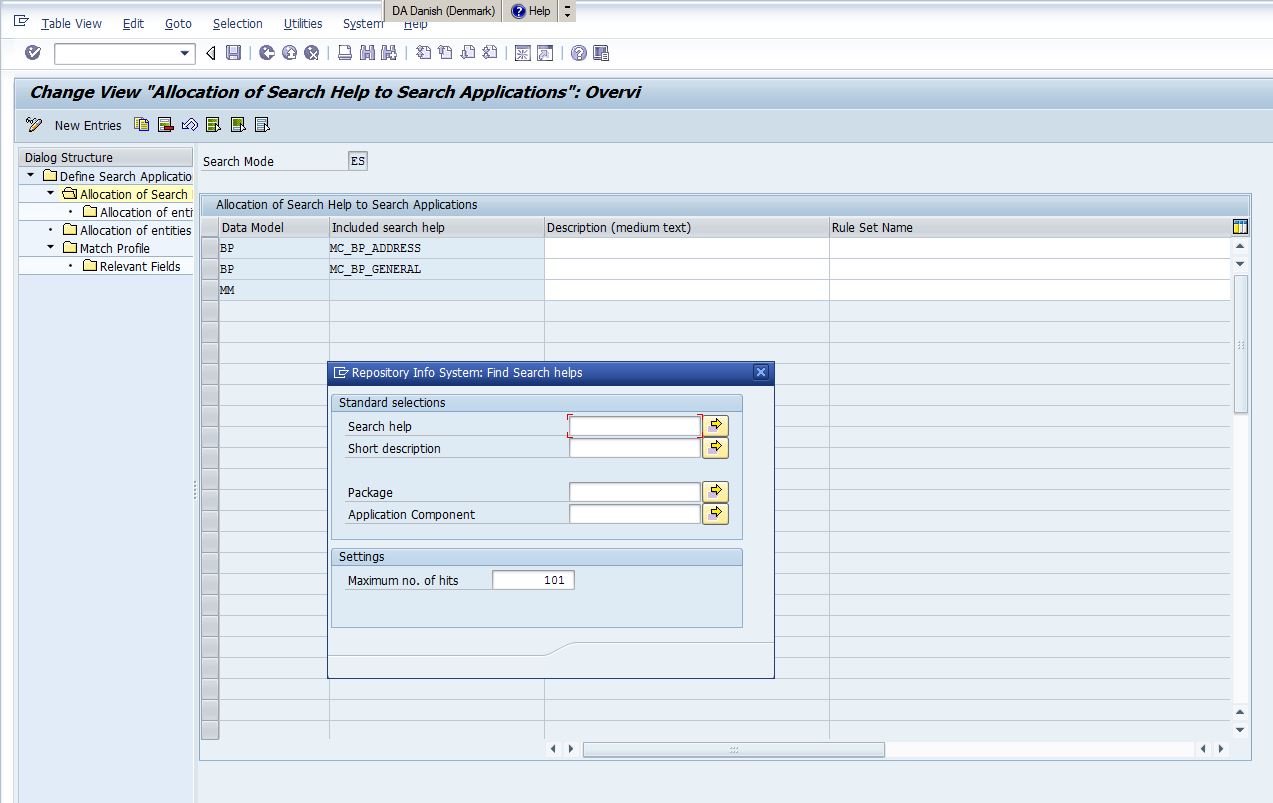 DA Danish (Denmark) Help
Table View Edit Goto Selection Utilities System Help
Change View "Allocation of Search Help to Search Applications": Overvi
New Entries
Dialog Structure
Define Search Applicatio
Allocation of Search
Allocation of enti
Allocation of entities
Match Profile
Relevant Fields
Search Mode ES
Allocation of Search Help to Search Applications
Data Model Included search help Description (medium text) Rule Set Name
BP MC_BP_ADDRESS
BP MC_BP_GENERAL
MM
Repository Info System: Find Search helps
Standard selections
Search help
Short description
Package
Application Component
Settings
Maximum no. of hits 101